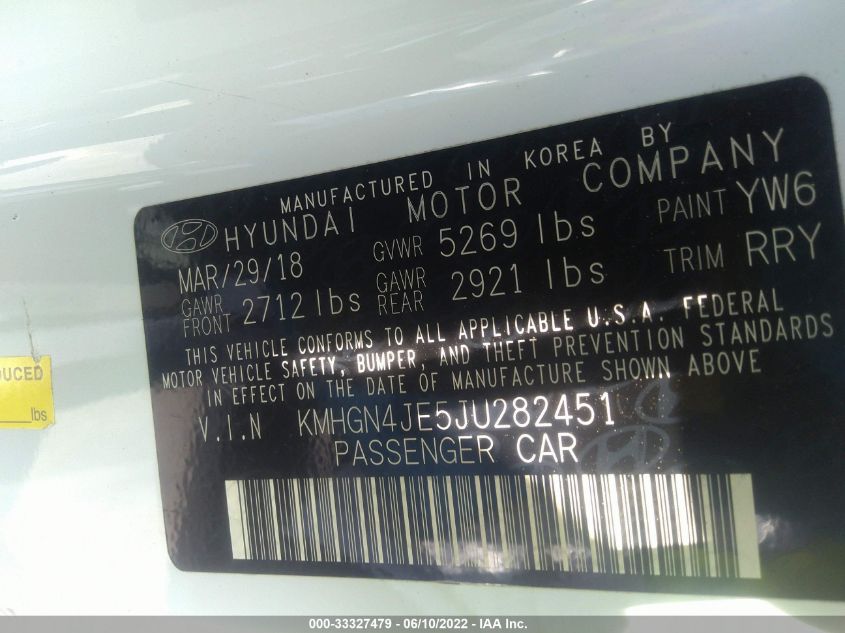 MANUFACTURED IN KOREA BY
HYUNDAI MOTOR COMPANY
MAR/29/18 GVWR 5269 lbs PAINT YW6
GAWR FRONT 2712 lbs GAWR REAR 2921 lbs TRIM RRY
THIS VEHICLE CONFORMS TO ALL APPLICABLE U.S.A. FEDERAL
MOTOR VEHICLE SAFETY, BUMPER, AND THEFT PREVENTION STANDARDS
IN EFFECT ON THE DATE OF MANUFACTURE SHOWN ABOVE
V.I.N KMHGN4JE5JU282451
PASSENGER CAR
DUCED
lbs
000-33327479 - 06/10/2022 - IAA Inc.